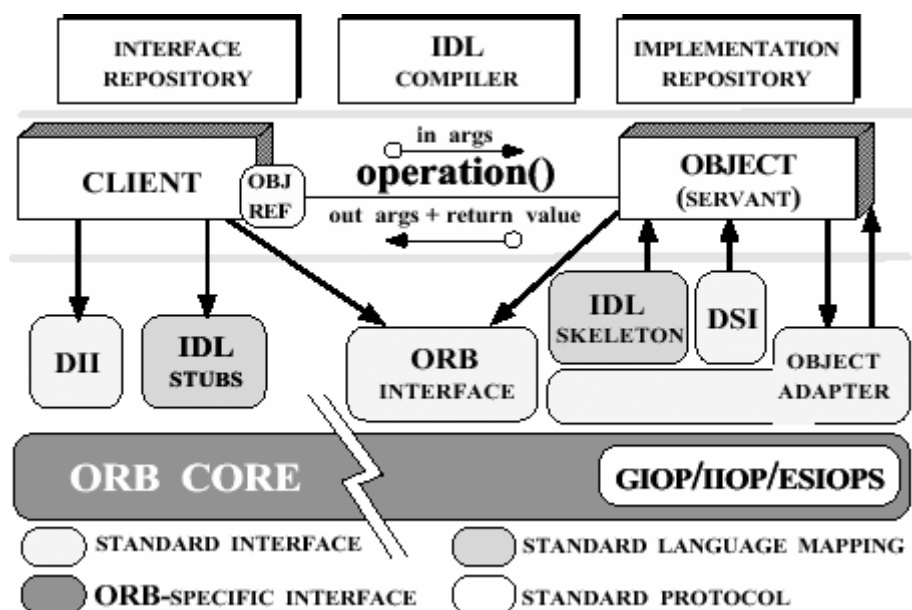 INTERFACE
REPOSITORY
IDL
COMPILER
IMPLEMENTATION
REPOSITORY
in args
operation()
out args + return value
CLIENT
OBJ
REF
OBJECT
(SERVANT)
DII
IDL
STUBS
ORB
INTERFACE
IDL
SKELETON
DSI
OBJECT
ADAPTER
ORB CORE
GIOP/IIOP/ESIOPS
STANDARD INTERFACE
STANDARD LANGUAGE MAPPING
ORB-SPECIFIC INTERFACE
STANDARD PROTOCOL